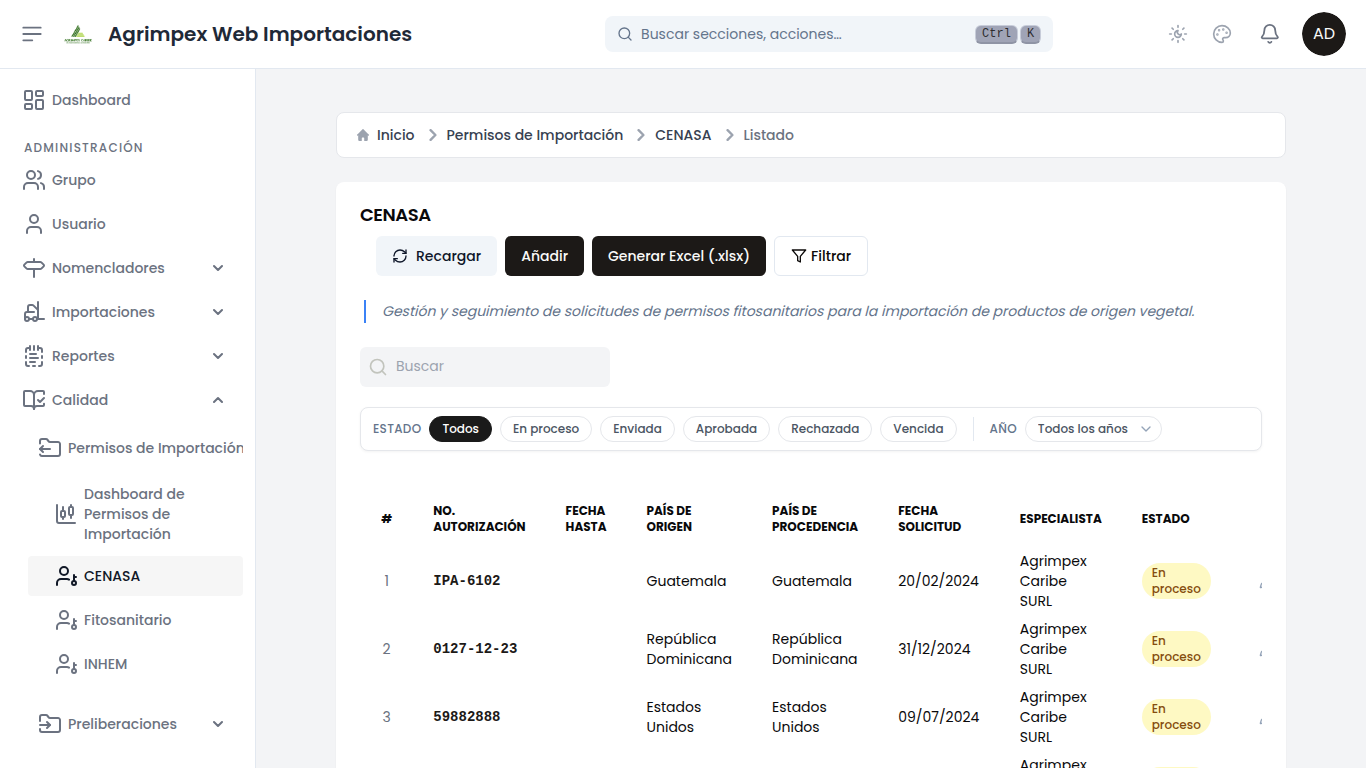 Agrimpex Web Importaciones
Buscar secciones, acciones...
Ctrl K
AD
Dashboard
ADMINISTRACIÓN
Grupo
Usuario
Nomencladores
Importaciones
Reportes
Calidad
Permisos de Importación
Dashboard de
Permisos de
Importación
CENASA
Fitosanitario
INHEM
Preliberaciones
Inicio
Permisos de Importación
CENASA
Listado
CENASA
Recargar
Añadir
Generar Excel (.xlsx)
Filtrar
Gestión y seguimiento de solicitudes de permisos fitosanitarios para la importación de productos de origen vegetal.
Buscar
ESTADO Todos En proceso Enviada Aprobada Rechazada Vencida AÑO Todos los años
# NO. AUTORIZACIÓN FECHA HASTA PAÍS DE ORIGEN PAÍS DE PROCEDENCIA FECHA SOLICITUD ESPECIALISTA ESTADO
1 IPA-6102 Guatemala Guatemala 20/02/2024 Agrimpex Caribe SURL En proceso
2 0127-12-23 República Dominicana República Dominicana 31/12/2024 Agrimpex Caribe SURL En proceso
3 59882888 Estados Unidos Estados Unidos 09/07/2024 Agrimpex Caribe SURL En proceso
Agrimpex